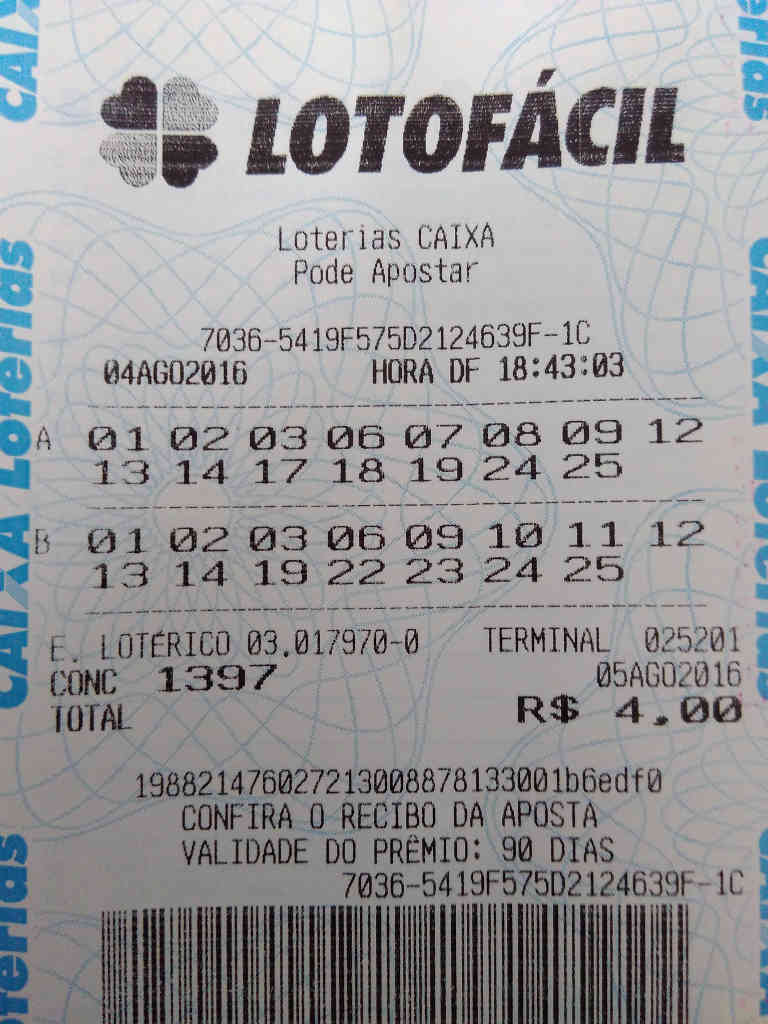 LOTOFÁCIL
Loterias CAIXA
Pode Apostar
7036-5419F575D2124639F-1C
04AGO2016 HORA DF 18:43:03
A 01 02 03 06 07 08 09 12
13 14 17 18 19 24 25
B 01 02 03 06 09 10 11 12
13 14 19 22 23 24 25
E. LOTÉRICO 03.017970-0 TERMINAL 025201
CONC 1397 05AGO2016
TOTAL R$ 4,00
198821476027213008878133001b6edf0
CONFIRA O RECIBO DA APOSTA
VALIDADE DO PRÊMIO: 90 DIAS
7036-5419F575D2124639F-1C
CAIXA Loterias
CAIXA Loterias